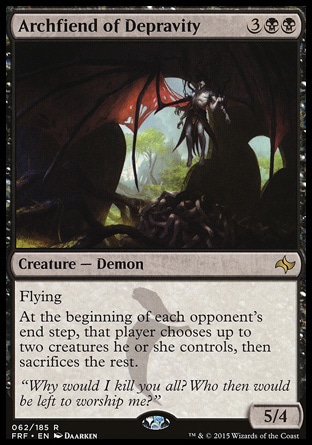 Archfiend of Depravity 3
Creature — Demon
Flying
At the beginning of each opponent's
end step, that player chooses up to
two creatures he or she controls, then
sacrifices the rest.
“Why would I kill you all? Who then would
be left to worship me?”
5/4
062/185 R
FRF • EN DAARKEN
™ & © 2015 Wizards of the Coast